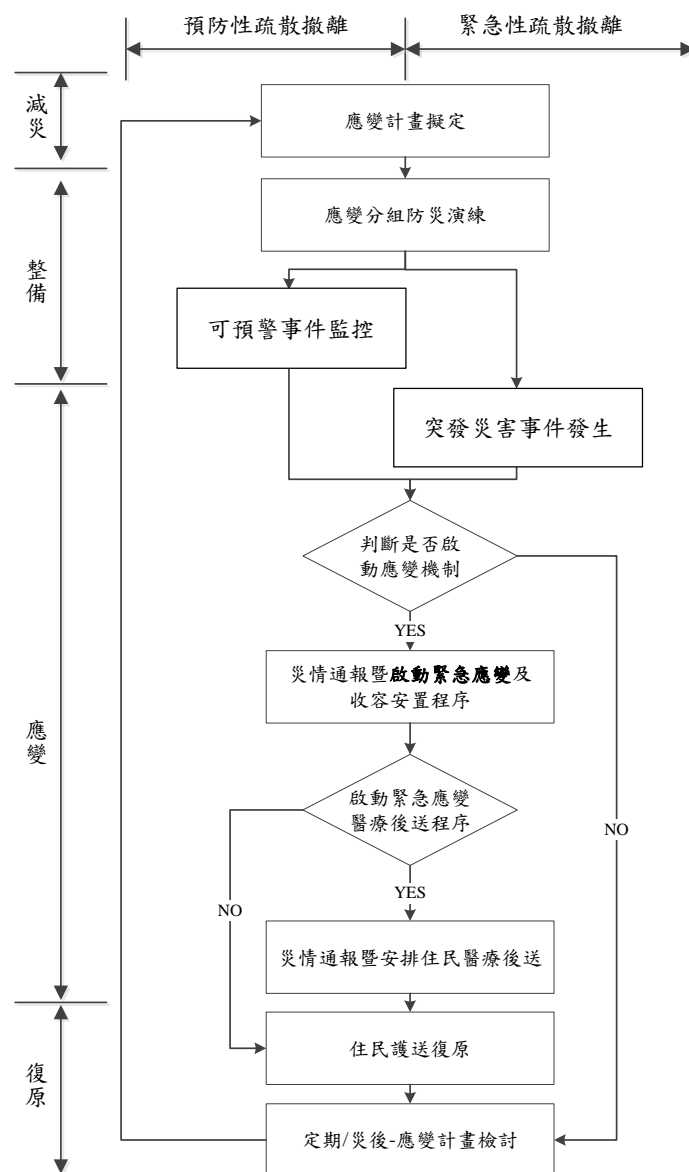 預防性疏散撤離
緊急性疏散撤離
減災
應變計畫擬定
整備
應變分組防災演練
可預警事件監控
突發災害事件發生
應變
判斷是否啟
動應變機制
YES
災情通報暨啟動緊急應變及
收容安置程序
啟動緊急應變
醫療後送程序
NO
YES
NO
災情通報暨安排住民醫療後送
復原
住民護送復原
定期/災後-應變計畫檢討